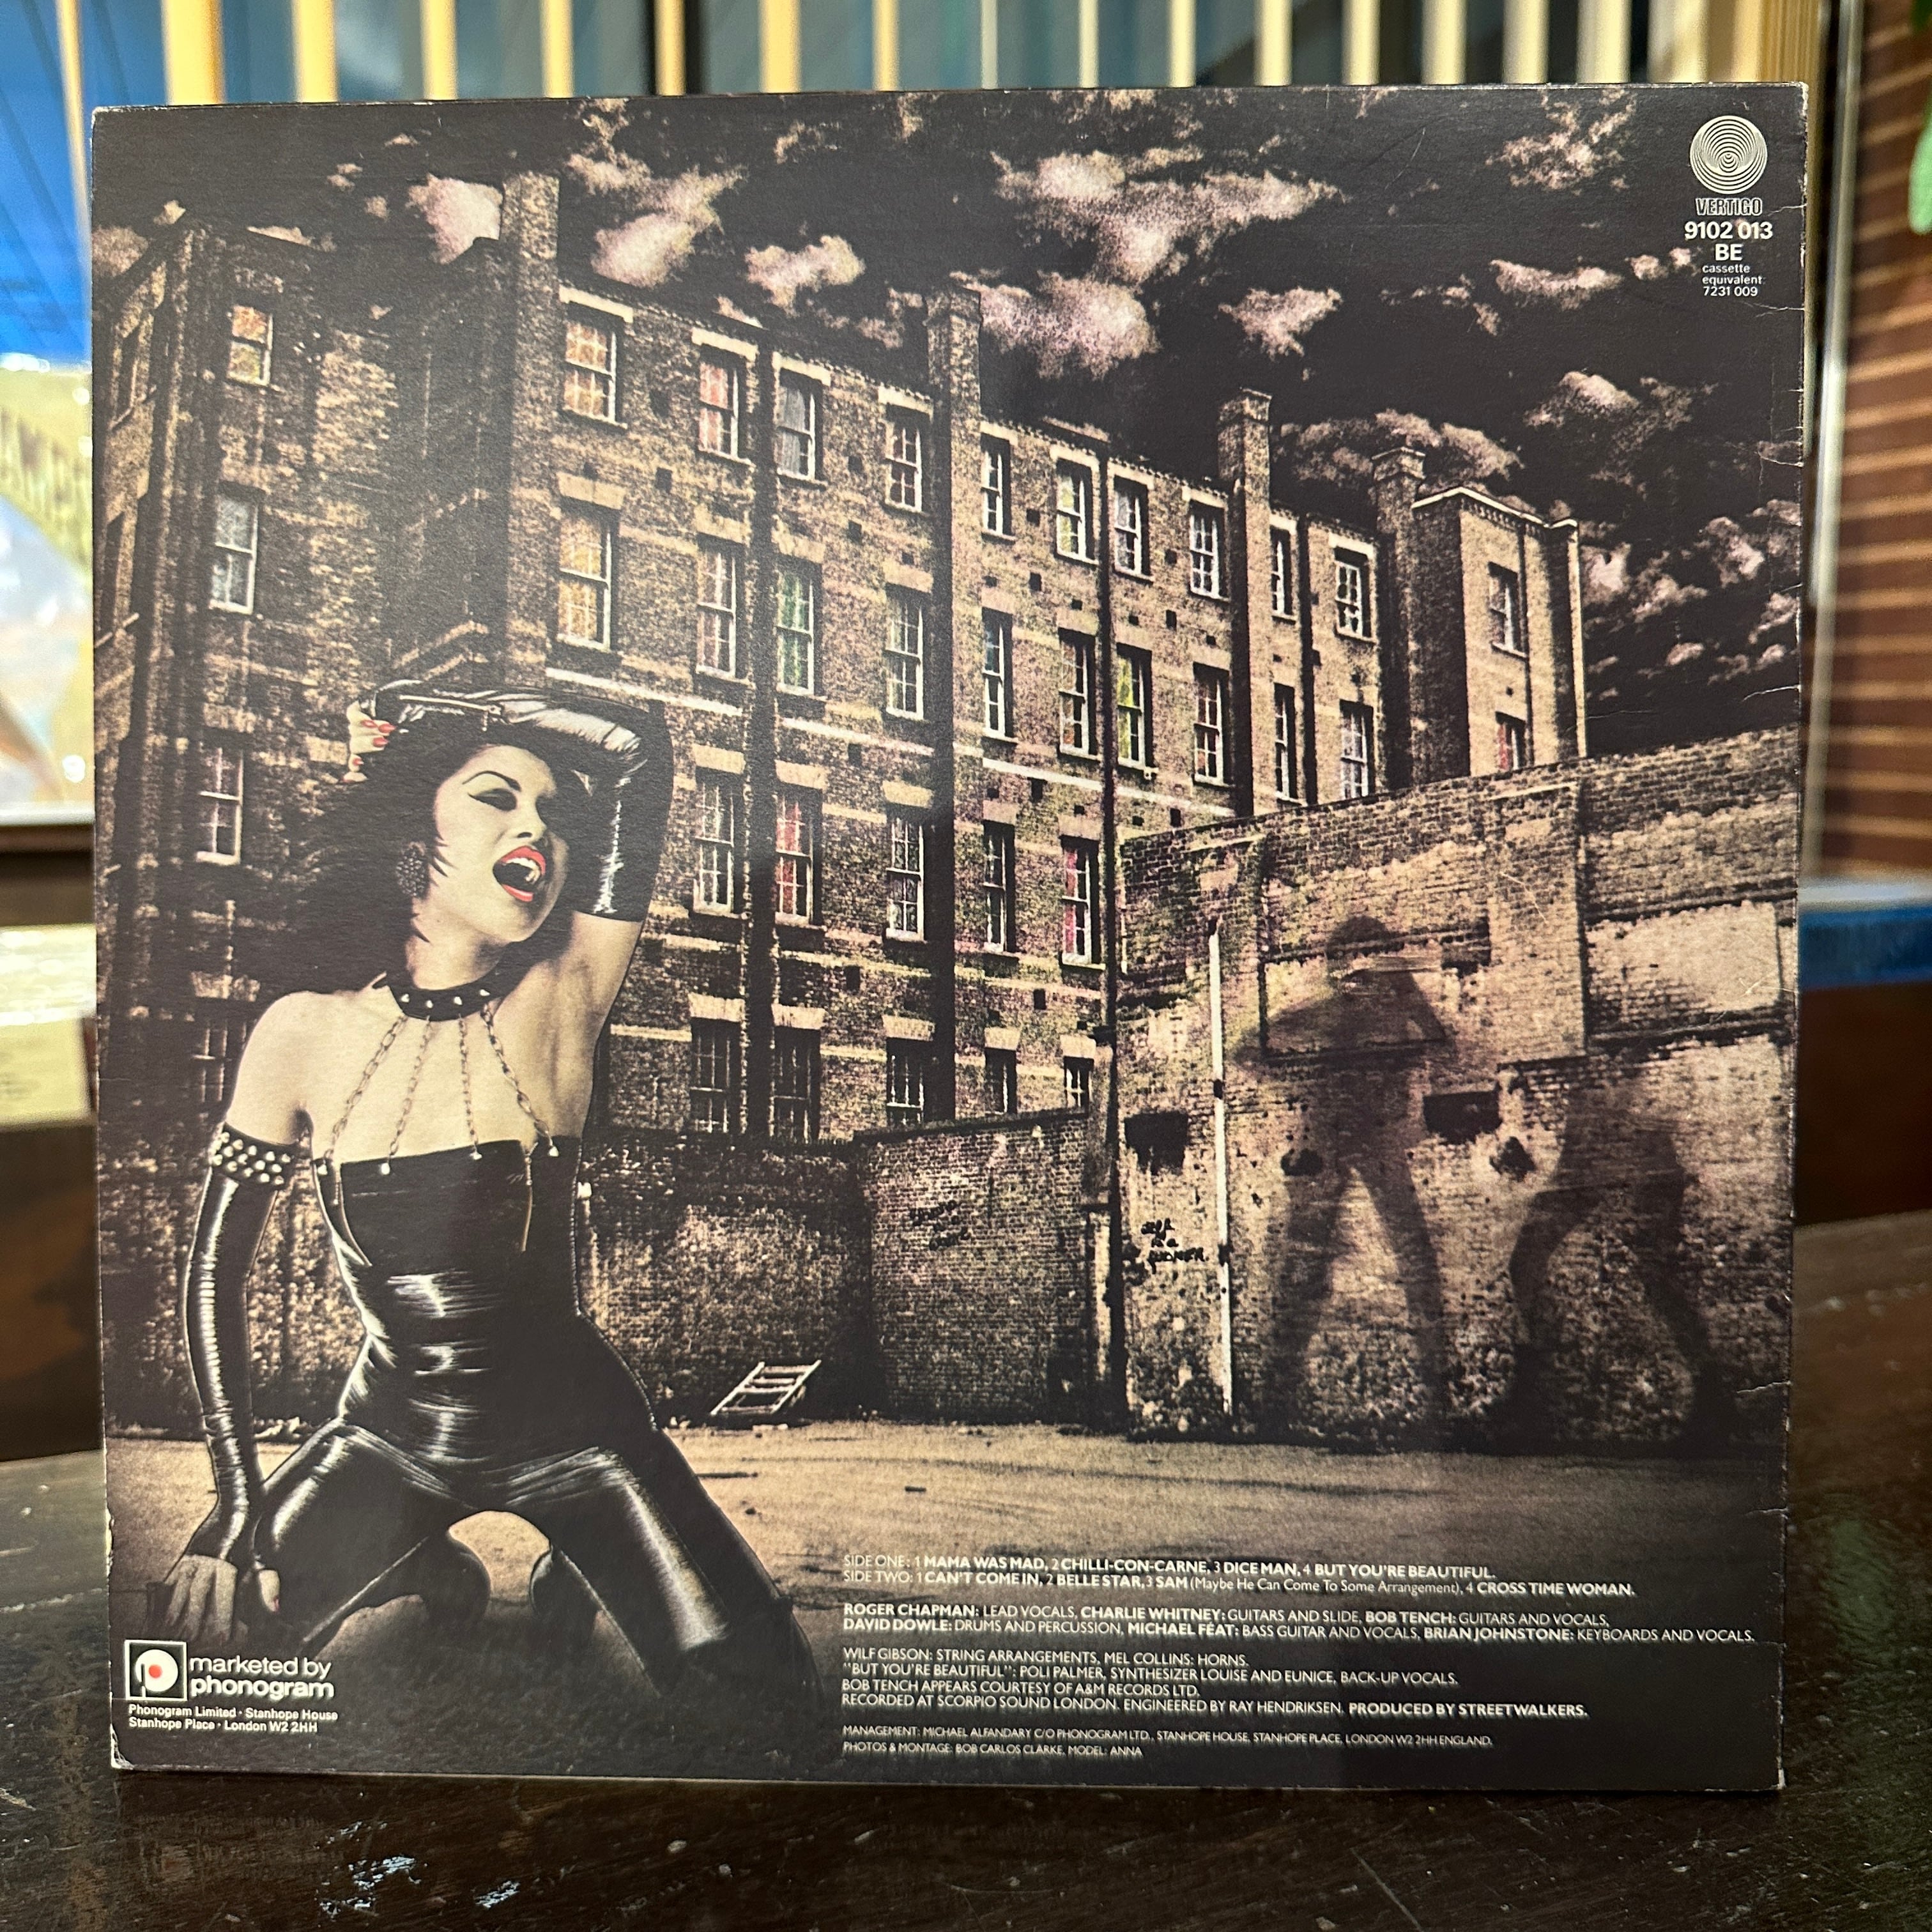 VERTIGO
9102 013
BE
cassette
equivalent
7231 009
SIDE ONE: 1 MAMA WAS MAD, 2 CHILLI-CON-CARNE, 3 DICE MAN, 4 BUT YOU'RE BEAUTIFUL.
SIDE TWO: 1 CAN'T COME IN, 2 BELLE STAR, 3 SAM (Maybe He Can Come To Some Arrangement), 4 CROSS TIME WOMAN.
ROGER CHAPMAN: LEAD VOCALS, CHARLIE WHITNEY: GUITARS AND SLIDE, BOB TENCH: GUITARS AND VOCALS,
DAVID DOWLE: DRUMS AND PERCUSSION, MICHAEL FEAT: BASS GUITAR AND VOCALS, BRIAN JOHNSTONE: KEYBOARDS AND VOCALS.
WILF GIBSON: STRING ARRANGEMENTS, MEL COLLINS: HORNS.
"BUT YOU'RE BEAUTIFUL": POLI PALMER, SYNTHESIZER LOUISE AND EUNICE, BACK-UP VOCALS.
BOB TENCH APPEARS COURTESY OF A&M RECORDS LTD.
RECORDED AT SCORPIO SOUND LONDON. ENGINEERED BY RAY HENDRIKSEN. PRODUCED BY STREETWALKERS.
MANAGEMENT: MICHAEL ALFANDARY C/O PHONOGRAM LTD., STANHOPE HOUSE, STANHOPE PLACE, LONDON W2 2HH ENGLAND.
PHOTOS & MONTAGE: BOB CARLOS CLARKE, MODEL: ANNA
marketed by
phonogram
Phonogram Limited · Stanhope House
Stanhope Place · London W2 2HH